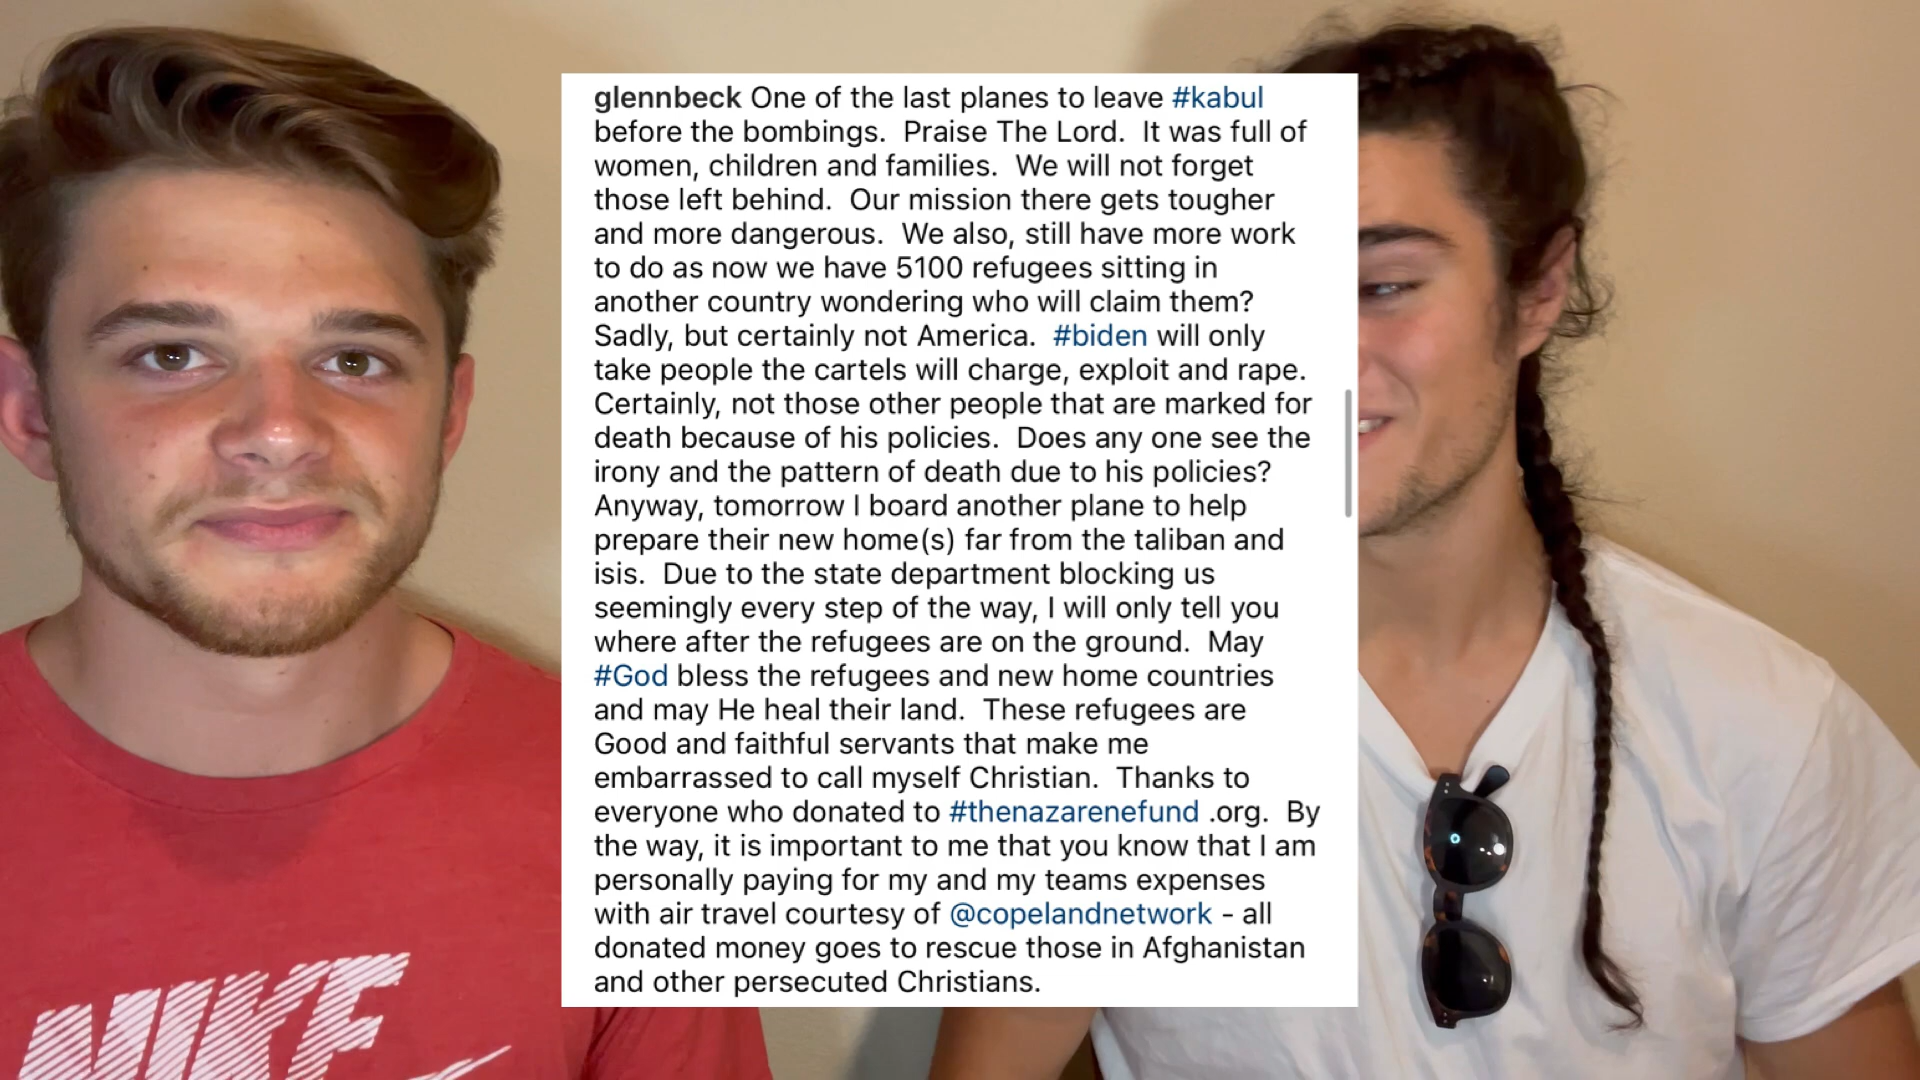 glennbeck One of the last planes to leave #kabul
before the bombings.  Praise The Lord.  It was full of
women, children and families.  We will not forget
those left behind.  Our mission there gets tougher
and more dangerous.  We also, still have more work
to do as now we have 5100 refugees sitting in
another country wondering who will claim them?
Sadly, but certainly not America.  #biden will only
take people the cartels will charge, exploit and rape.
Certainly, not those other people that are marked for
death because of his policies.  Does any one see the
irony and the pattern of death due to his policies?
Anyway, tomorrow I board another plane to help
prepare their new home(s) far from the taliban and
isis.  Due to the state department blocking us
seemingly every step of the way, I will only tell you
where after the refugees are on the ground.  May
#God bless the refugees and new home countries
and may He heal their land.  These refugees are
Good and faithful servants that make me
embarrassed to call myself Christian.  Thanks to
everyone who donated to #thenazarenefund .org.  By
the way, it is important to me that you know that I am
personally paying for my and my teams expenses
with air travel courtesy of @copelandnetwork - all
donated money goes to rescue those in Afghanistan
and other persecuted Christians.
NIKE